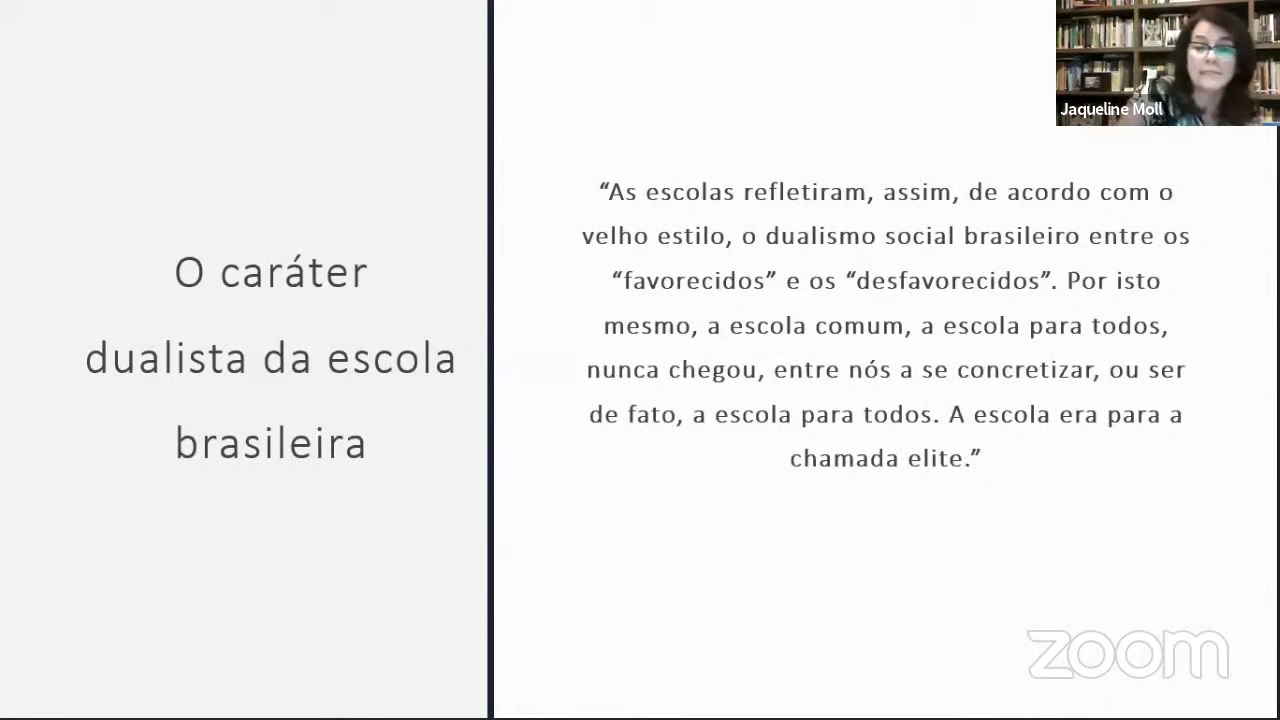 Jaqueline Moll
O caráter
dualista da escola
brasileira
“As escolas refletiram, assim, de acordo com o
velho estilo, o dualismo social brasileiro entre os
“favorecidos” e os “desfavorecidos”. Por isto
mesmo, a escola comum, a escola para todos,
nunca chegou, entre nós a se concretizar, ou ser
de fato, a escola para todos. A escola era para a
chamada elite.”
zoom